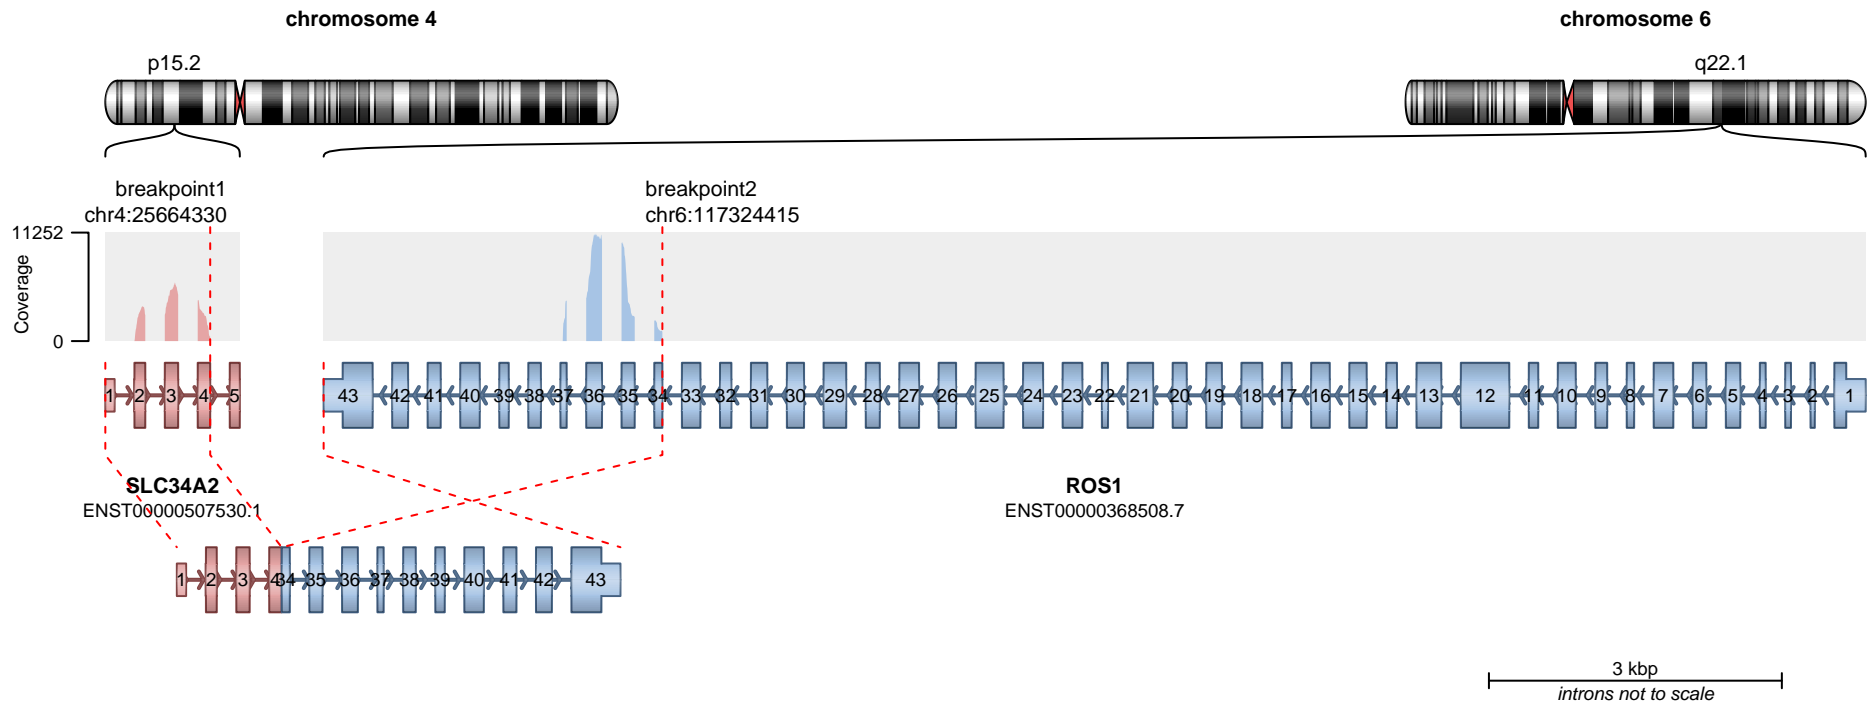 chromosome 4
chromosome 6
p15.2
q22.1
breakpoint1
chr4:25664330
breakpoint2
chr6:117324415
11252
Coverage
0
1 2 3 4 5
43 42 41 40 39 38 37 36 35 34 33 32 31 30 29 28 27 26 25 24 23 22 21 20 19 18 17 16 15 14 13 12 11 10 9 8 7 6 5 4 3 2 1
SLC34A2
ENST00000507530.1
ROS1
ENST00000368508.7
1 2 3 4 34 35 36 37 38 39 40 41 42 43
3 kbp
introns not to scale